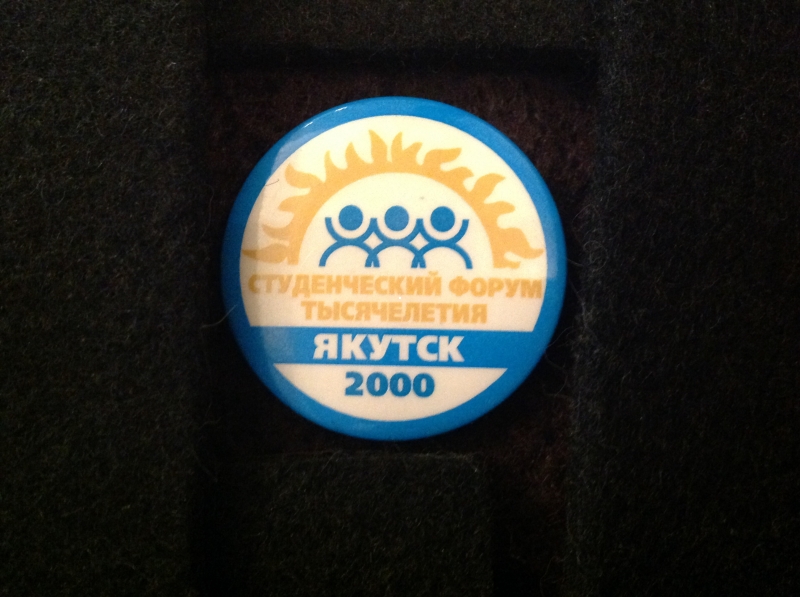 СТУДЕНЧЕСКИЙ ФОРУМ
ТЫСЯЧЕЛЕТИЯ
ЯКУТСК
2000